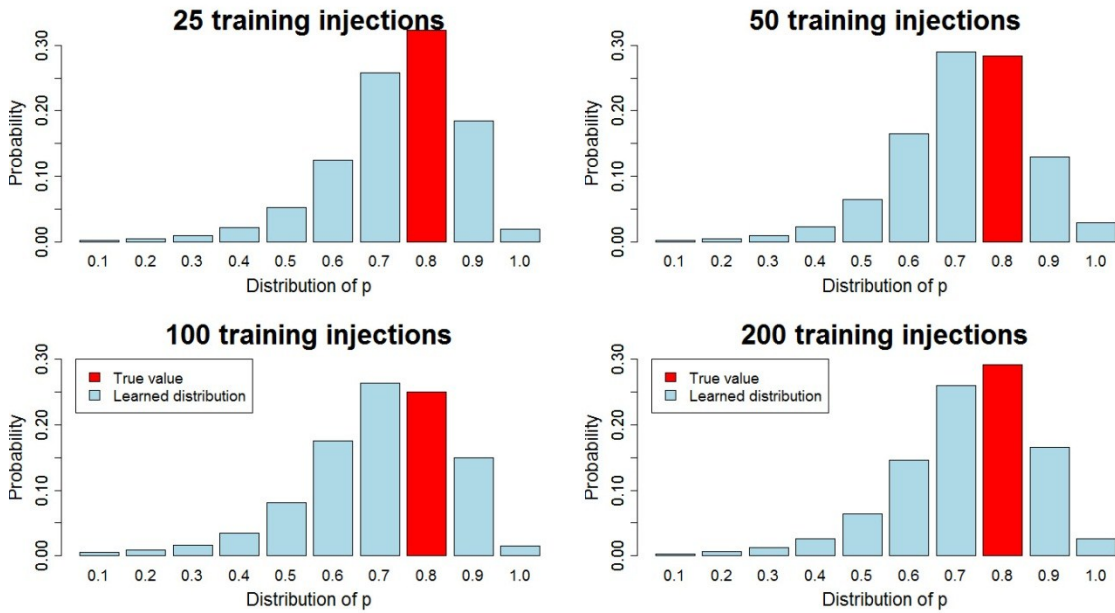 25 training injections
Probability
0.30
0.20
0.10
0.00
0.1 0.2 0.3 0.4 0.5 0.6 0.7 0.8 0.9 1.0
Distribution of p
50 training injections
Probability
0.30
0.20
0.10
0.00
0.1 0.2 0.3 0.4 0.5 0.6 0.7 0.8 0.9 1.0
Distribution of p
100 training injections
Probability
0.30
0.20
0.10
0.00
True value
Learned distribution
0.1 0.2 0.3 0.4 0.5 0.6 0.7 0.8 0.9 1.0
Distribution of p
200 training injections
Probability
0.30
0.20
0.10
0.00
True value
Learned distribution
0.1 0.2 0.3 0.4 0.5 0.6 0.7 0.8 0.9 1.0
Distribution of p